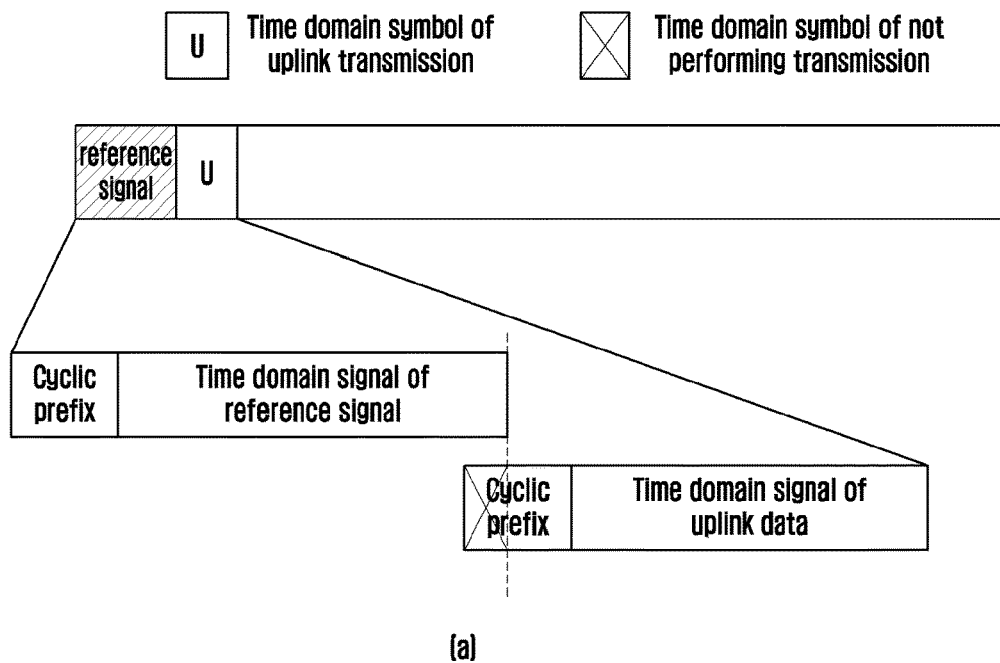 U
Time domain symbol of
uplink transmission
Time domain symbol of not
performing transmission
reference
signal
U
Cyclic
prefix
Time domain signal of
reference signal
Cyclic
prefix
Time domain signal of
uplink data
(a)